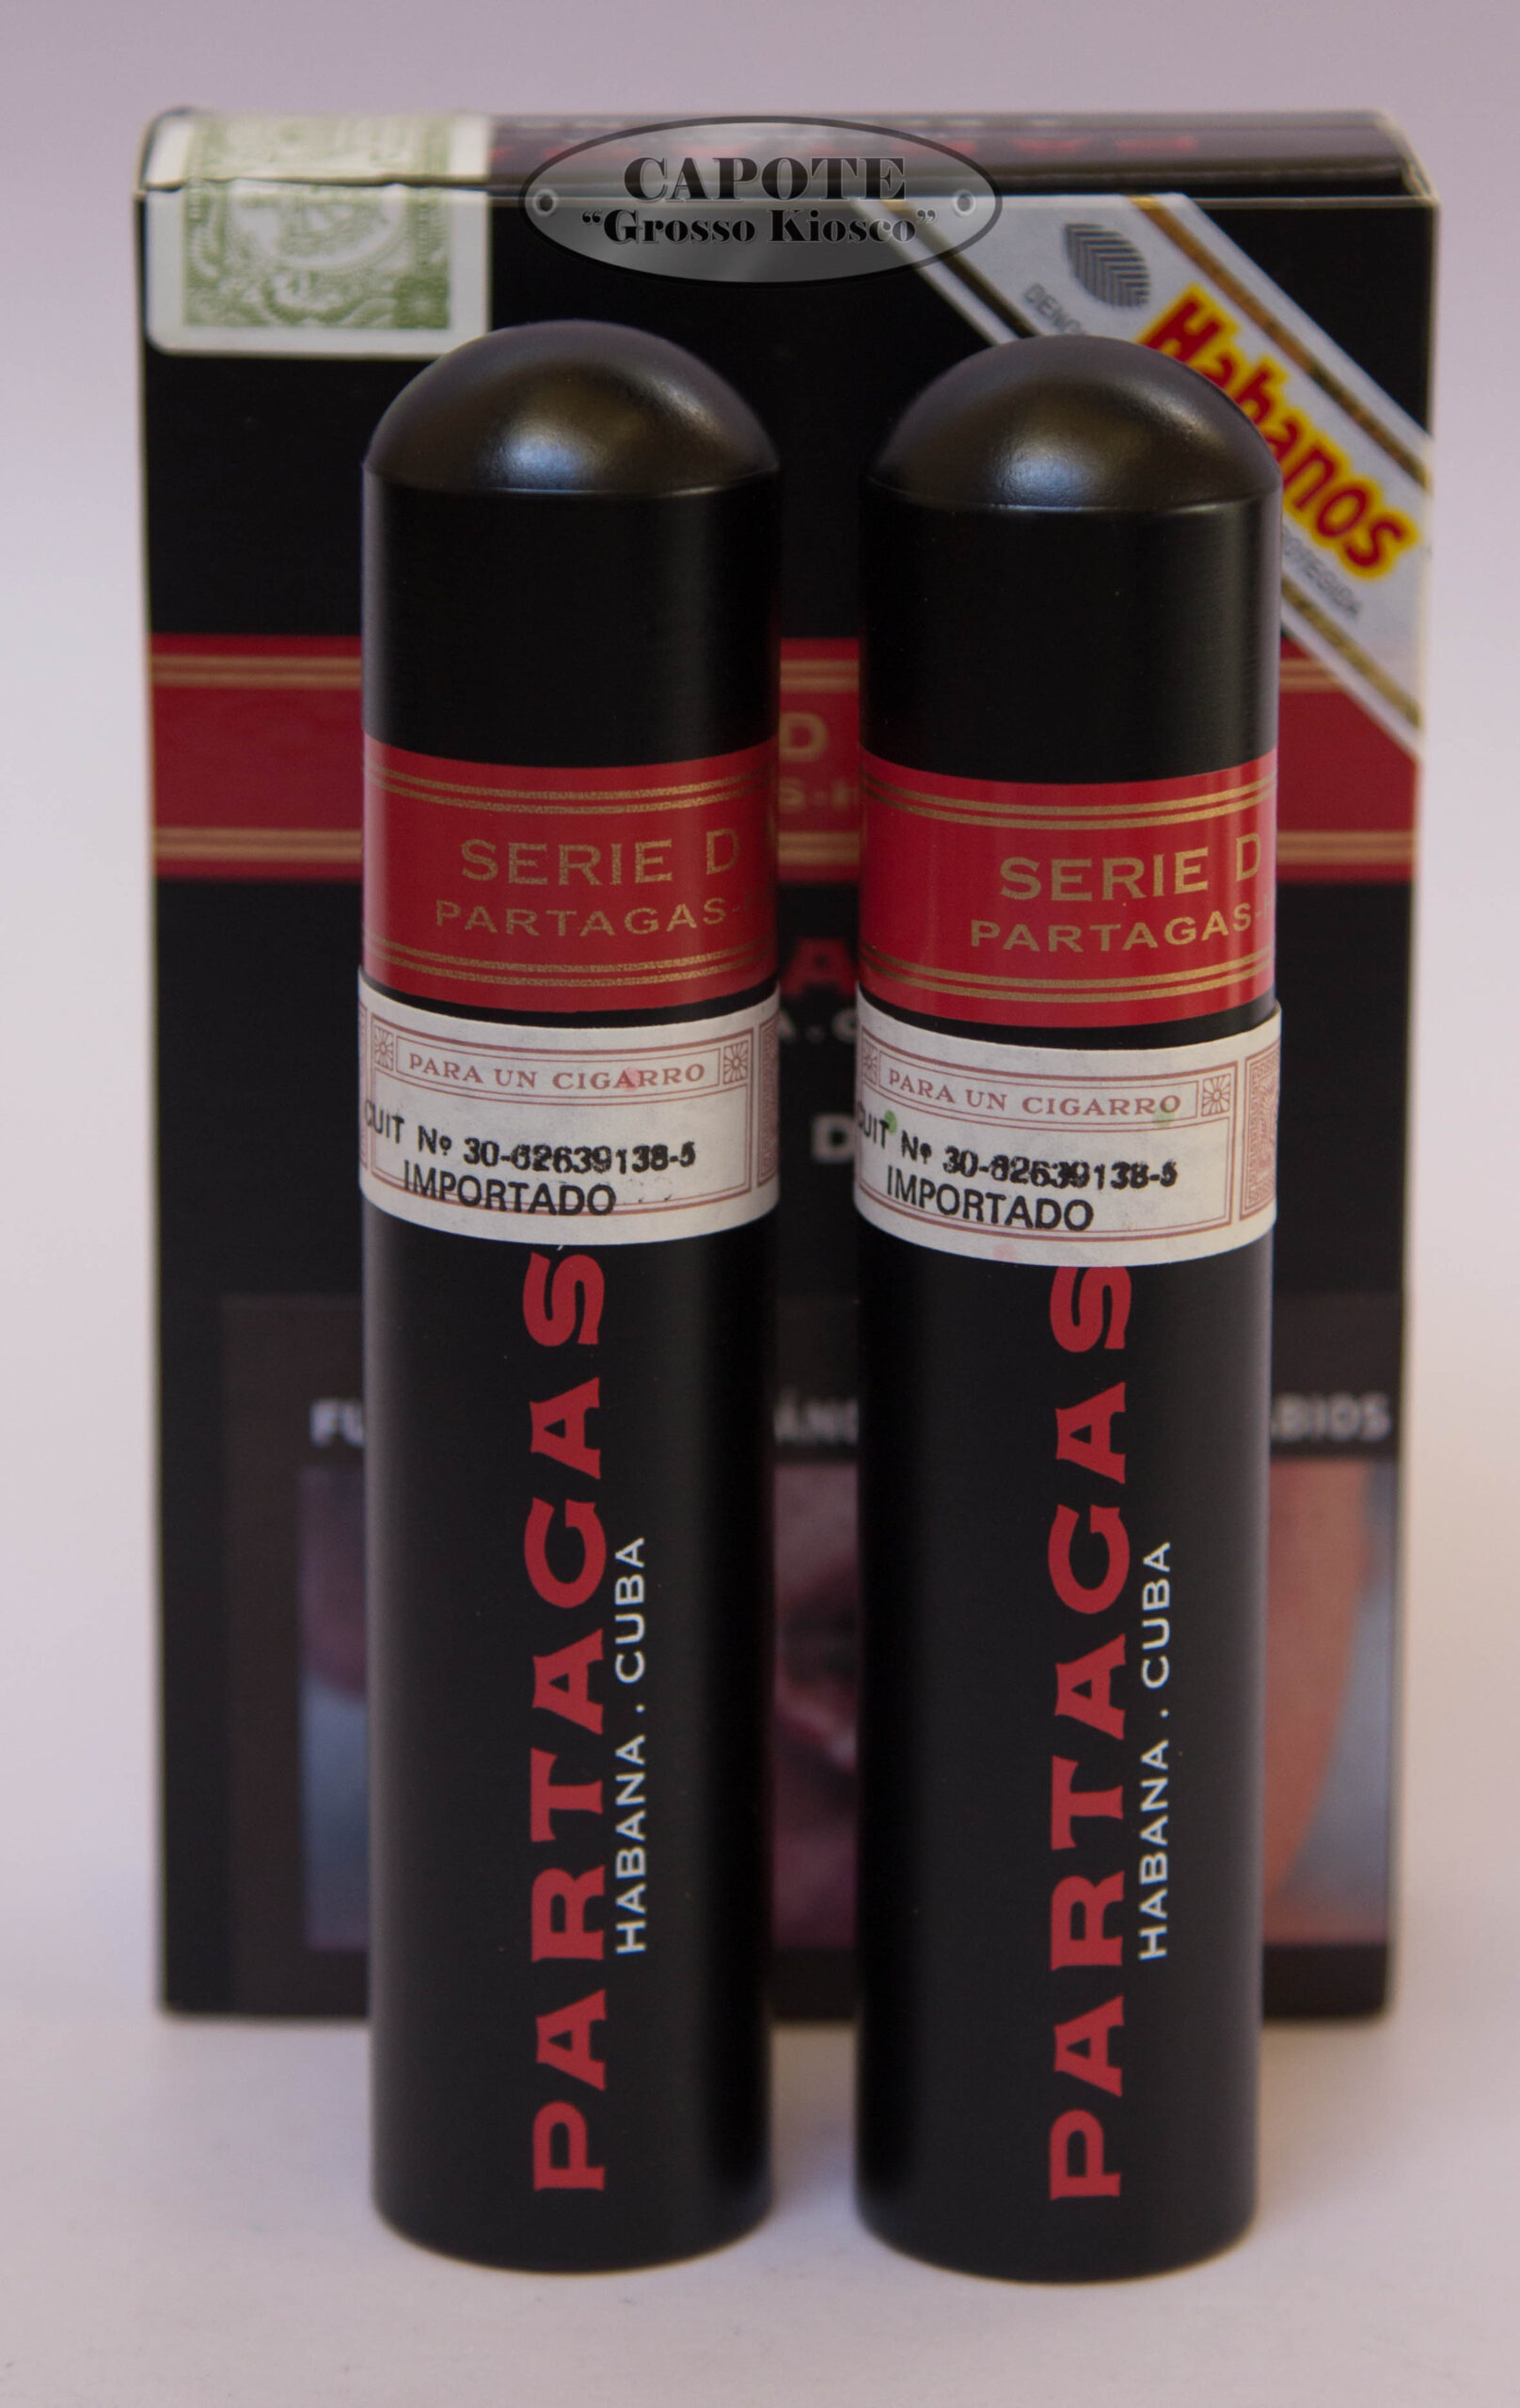 CAPOTE
“Grosso Kiosco”
Habanos
D
SERIE D
PARTAGAS-
PARA UN CIGARRO
CUIT Nº 30-62639138-5
IMPORTADO
PARTAGAS
HABANA . CUBA
SERIE D
PARTAGAS-
PARA UN CIGARRO
CUIT Nº 30-62639138-5
IMPORTADO
PARTAGAS
HABANA . CUBA